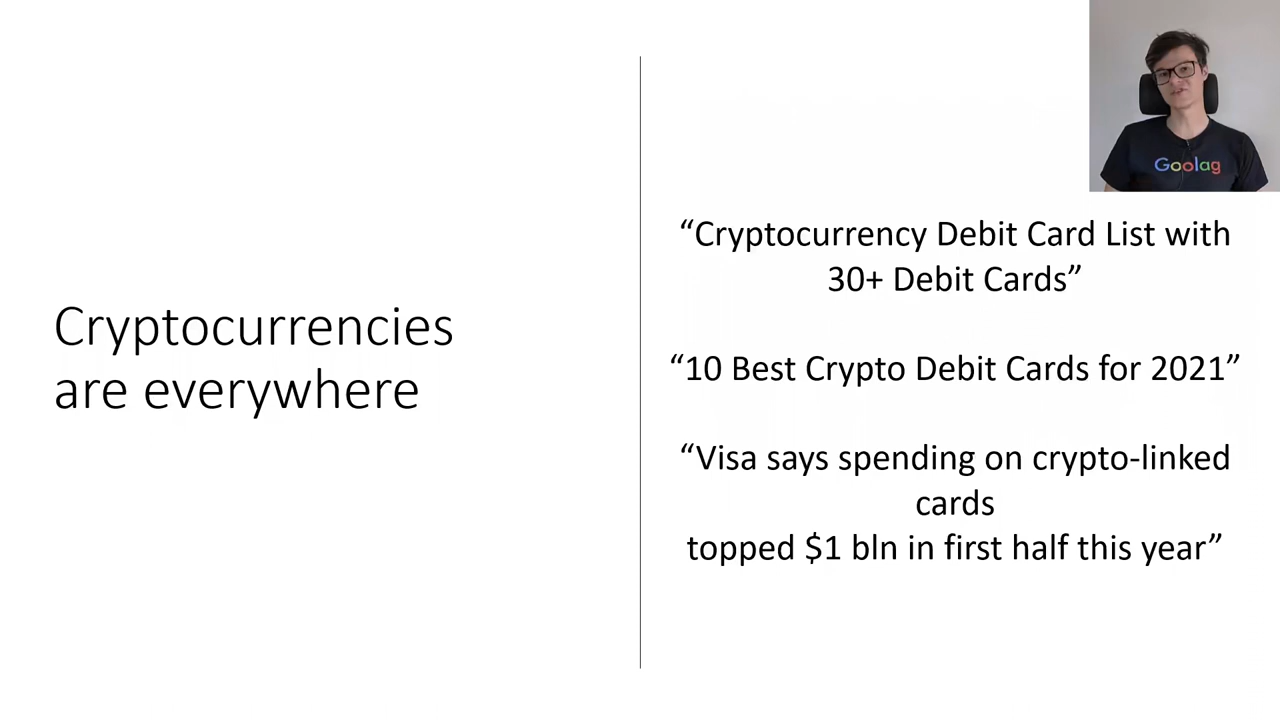 Goolag
Cryptocurrencies
are everywhere
“Cryptocurrency Debit Card List with
30+ Debit Cards”
“10 Best Crypto Debit Cards for 2021”
“Visa says spending on crypto-linked
cards
topped $1 bln in first half this year”